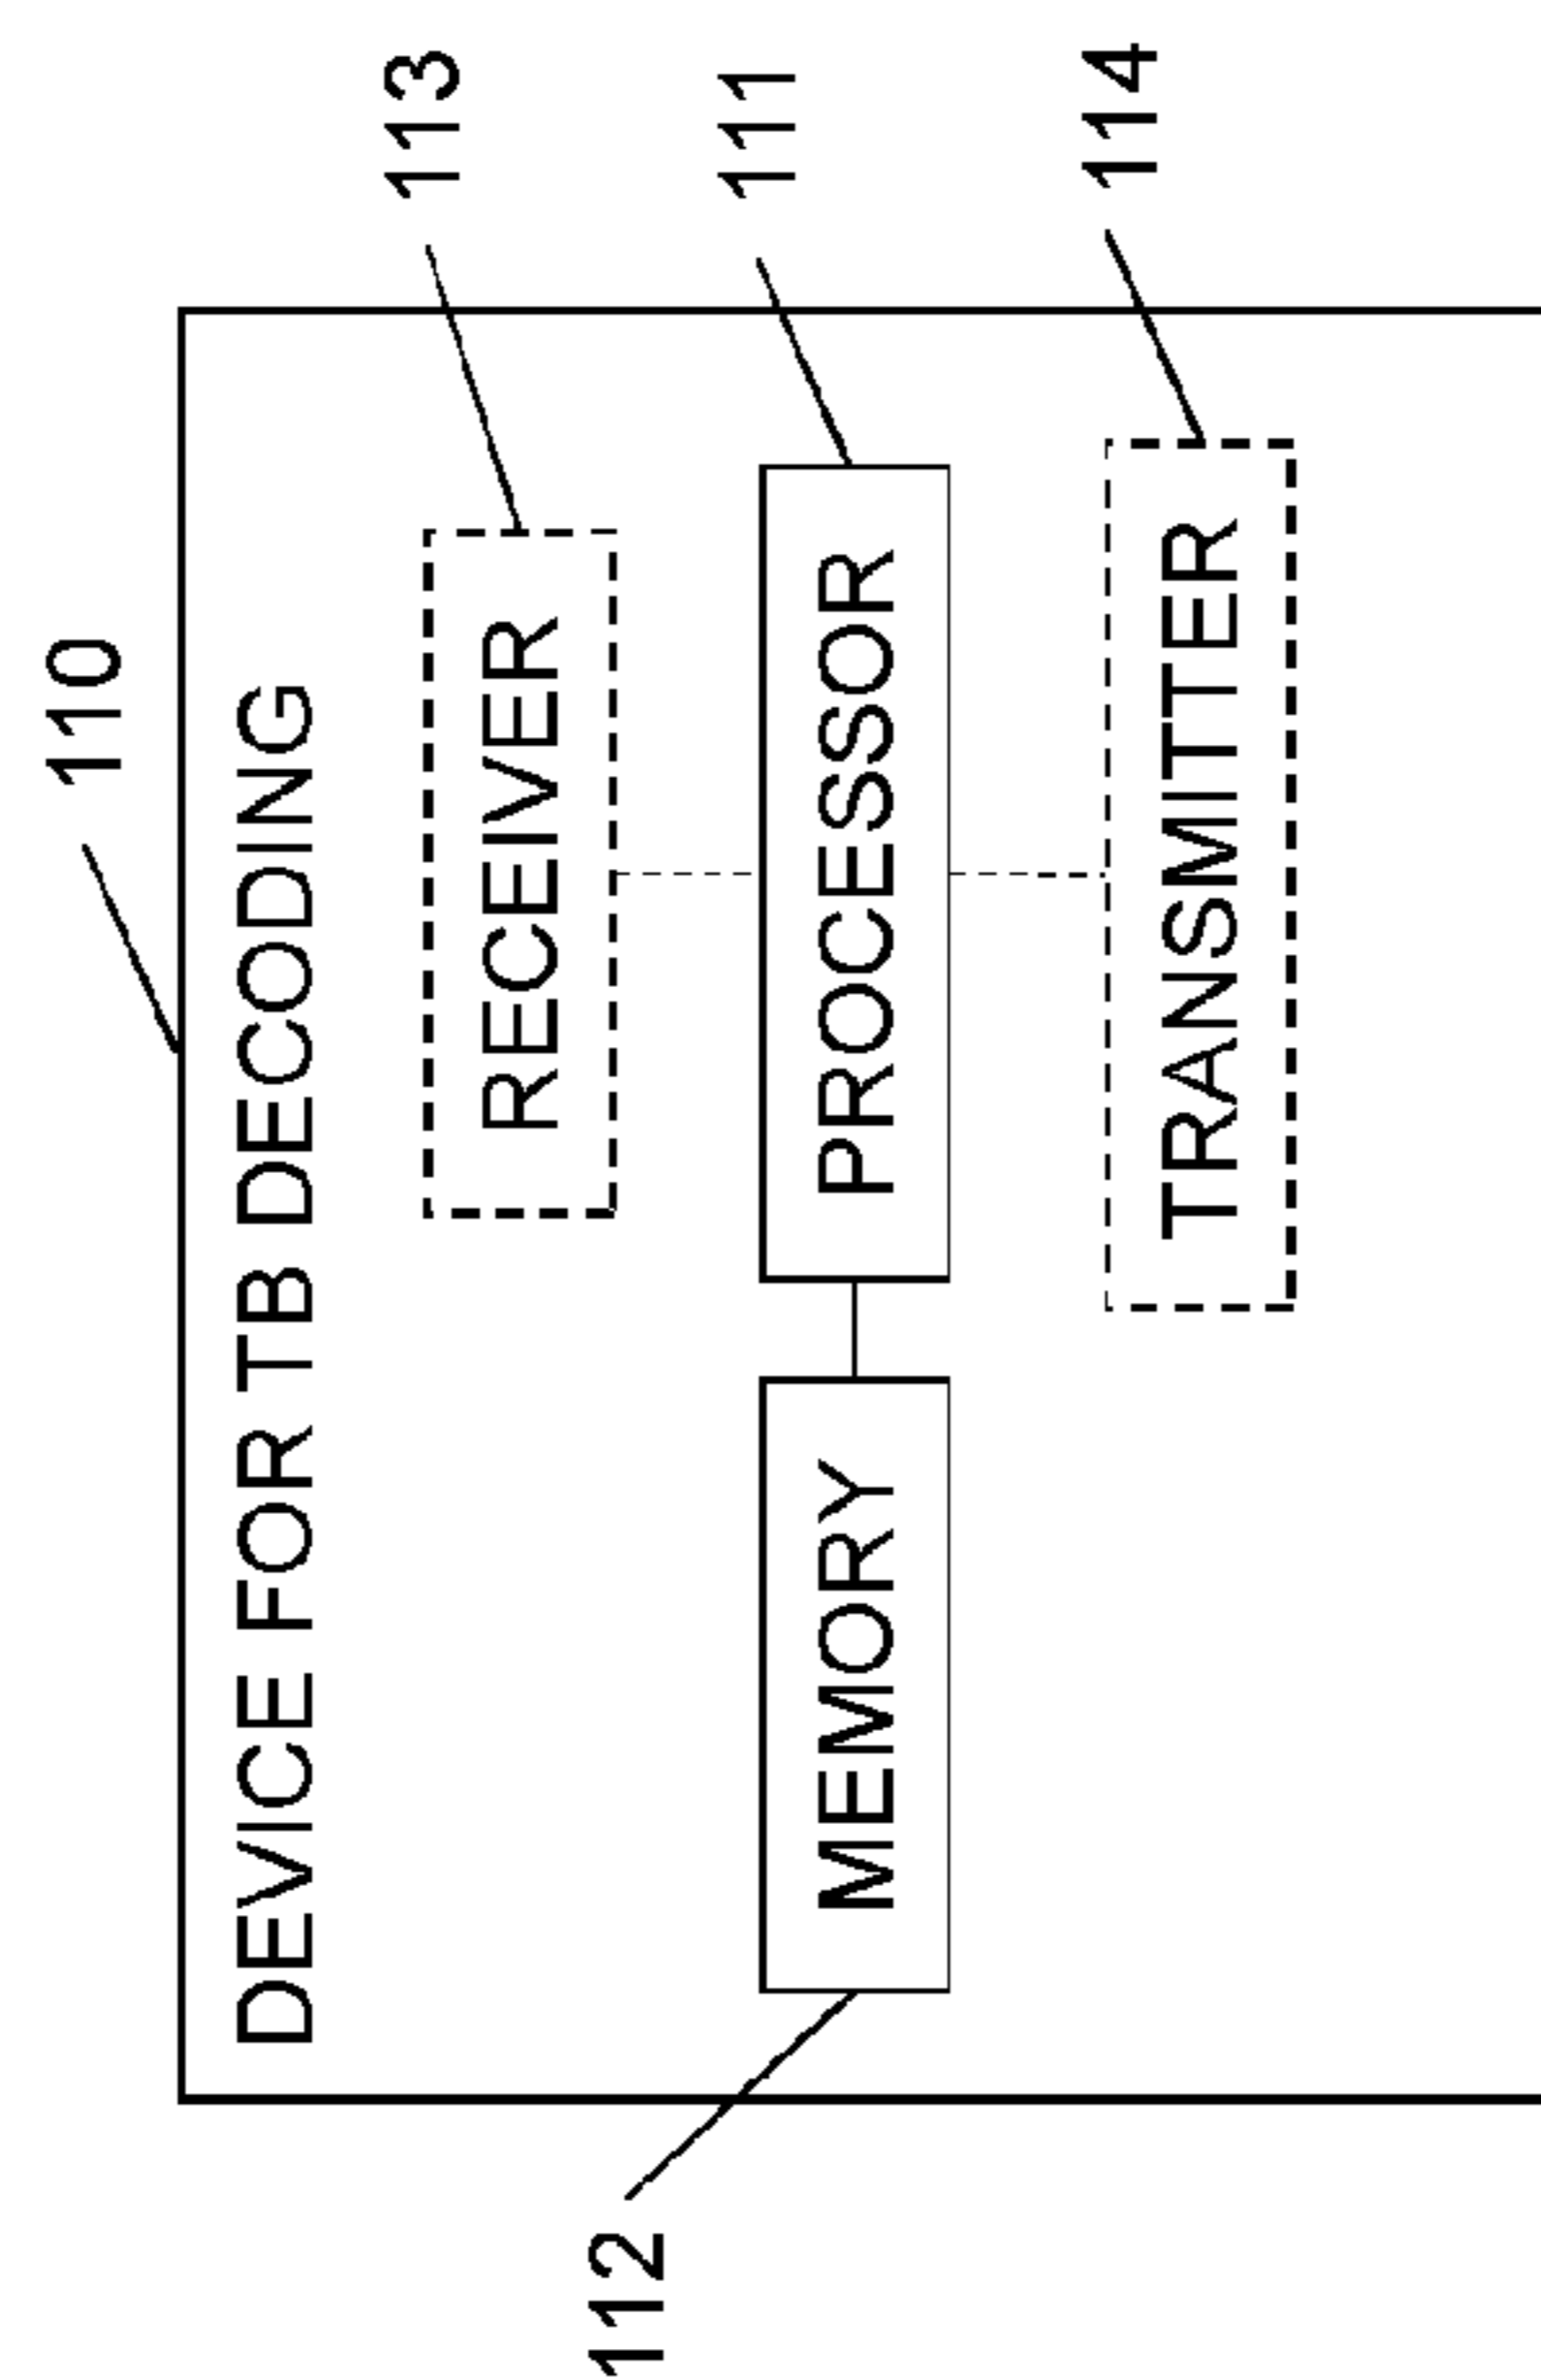 110
DEVICE FOR TB DECODING
113
RECEIVER
112
MEMORY
PROCESSOR
111
TRANSMITTER
114